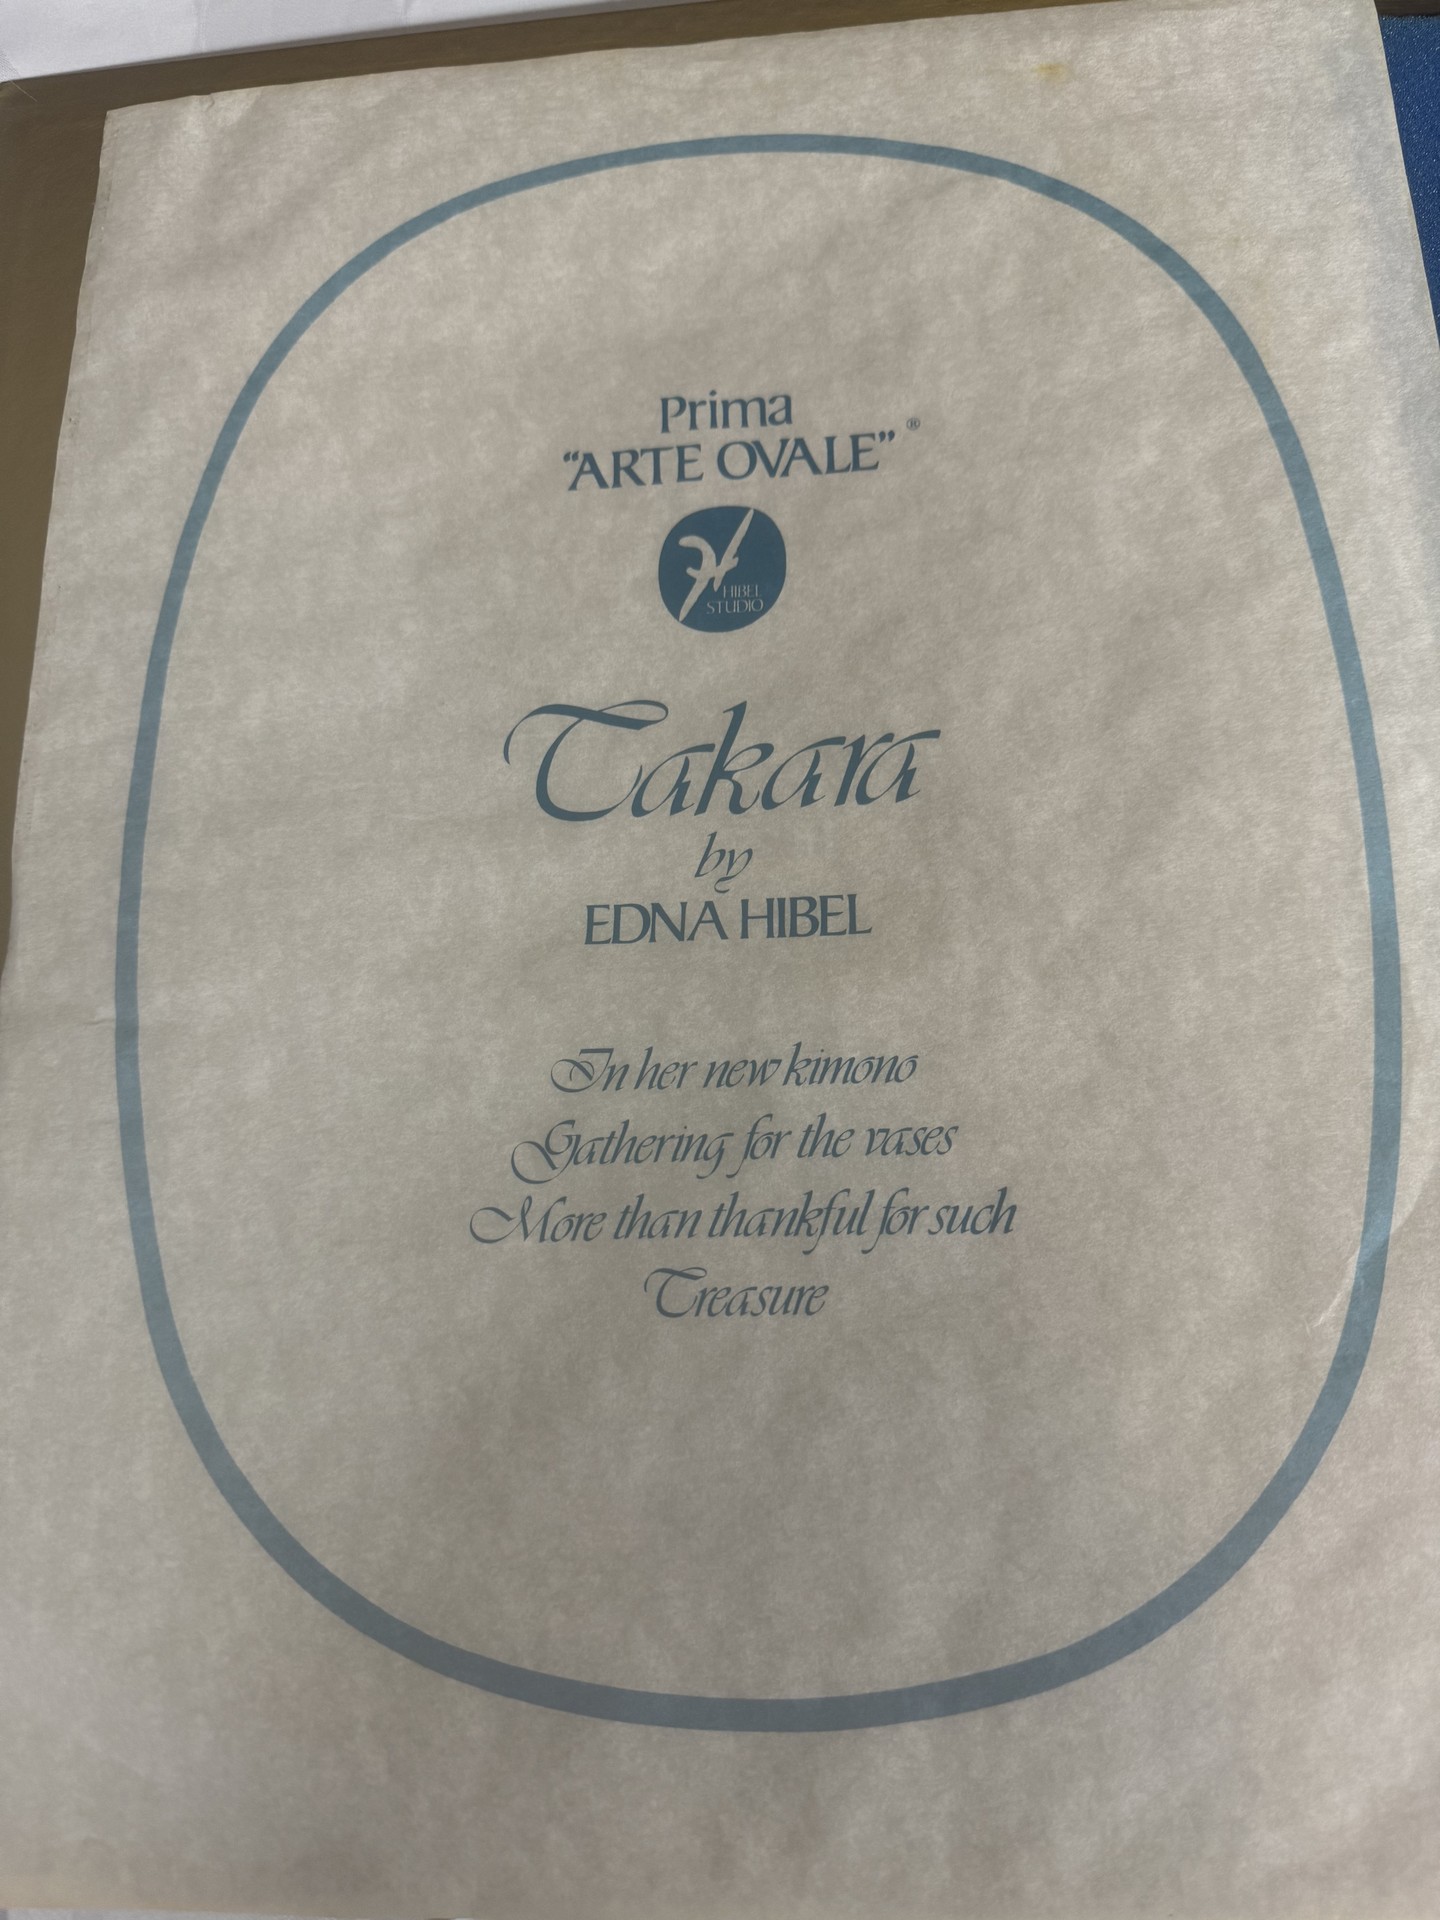 Prima
“ARTE OVALE” ®
HIBEL
STUDIO
Takara
by
EDNA HIBEL
In her new kimono
Gathering for the vases
More than thankful for such
Treasure